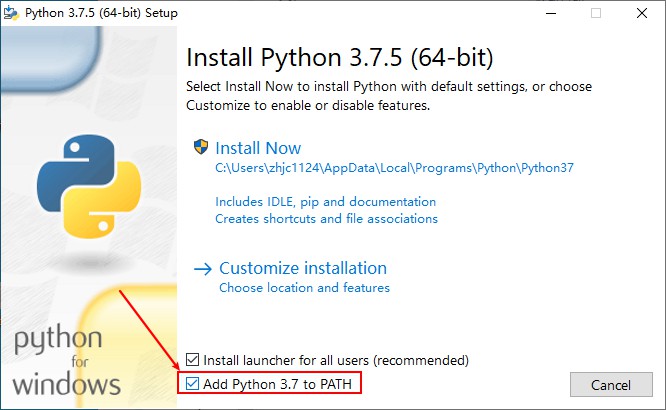 Python 3.7.5 (64-bit) Setup
Install Python 3.7.5 (64-bit)
Select Install Now to install Python with default settings, or choose
Customize to enable or disable features.
Install Now
C:\Users\zhjc1124\AppData\Local\Programs\Python\Python37
Includes IDLE, pip and documentation
Creates shortcuts and file associations
Customize installation
Choose location and features
python
for
windows
Install launcher for all users (recommended)
Add Python 3.7 to PATH
Cancel